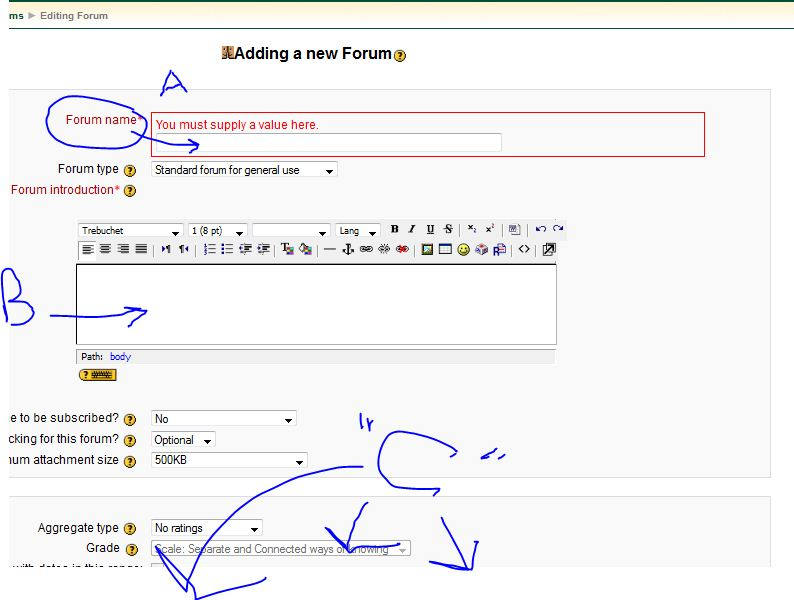 ms ► Editing Forum
Adding a new Forum
A
Forum name*
You must supply a value here.
Forum type Standard forum for general use
Forum introduction*
Trebuchet 1 (8 pt) Lang B I U S
B
Path: body
e to be subscribed? No
cking for this forum? Optional
num attachment size 500KB
"C"
Aggregate type No ratings
Grade Scale: Separate and Connected ways of knowing